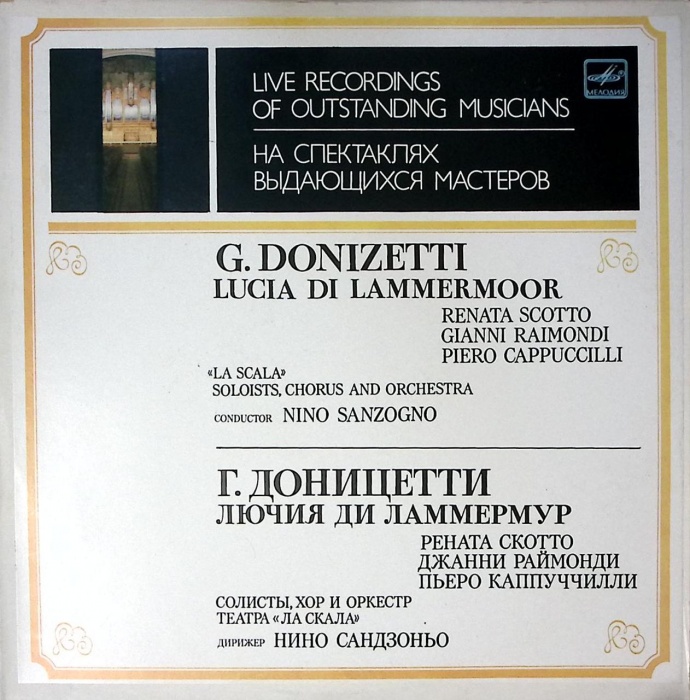 LIVE RECORDINGS
OF OUTSTANDING MUSICIANS
НА СПЕКТАКЛЯХ
ВЫДАЮЩИХСЯ МАСТЕРОВ
МЕЛОДИЯ
G. DONIZETTI
LUCIA DI LAMMERMOOR
RENATA SCOTTO
GIANNI RAIMONDI
PIERO CAPPUCCILLI
«LA SCALA»
SOLOISTS, CHORUS AND ORCHESTRA
CONDUCTOR NINO SANZOGNO
Г. ДОНИЦЕТТИ
ЛЮЧИЯ ДИ ЛАММЕРМУР
РЕНАТА СКОТТО
ДЖАННИ РАЙМОНДИ
ПЬЕРО КАППУЧЧИЛЛИ
СОЛИСТЫ, ХОР И ОРКЕСТР
ТЕАТРА «ЛА СКАЛА»
ДИРИЖЕР НИНО САНДЗОНЬО